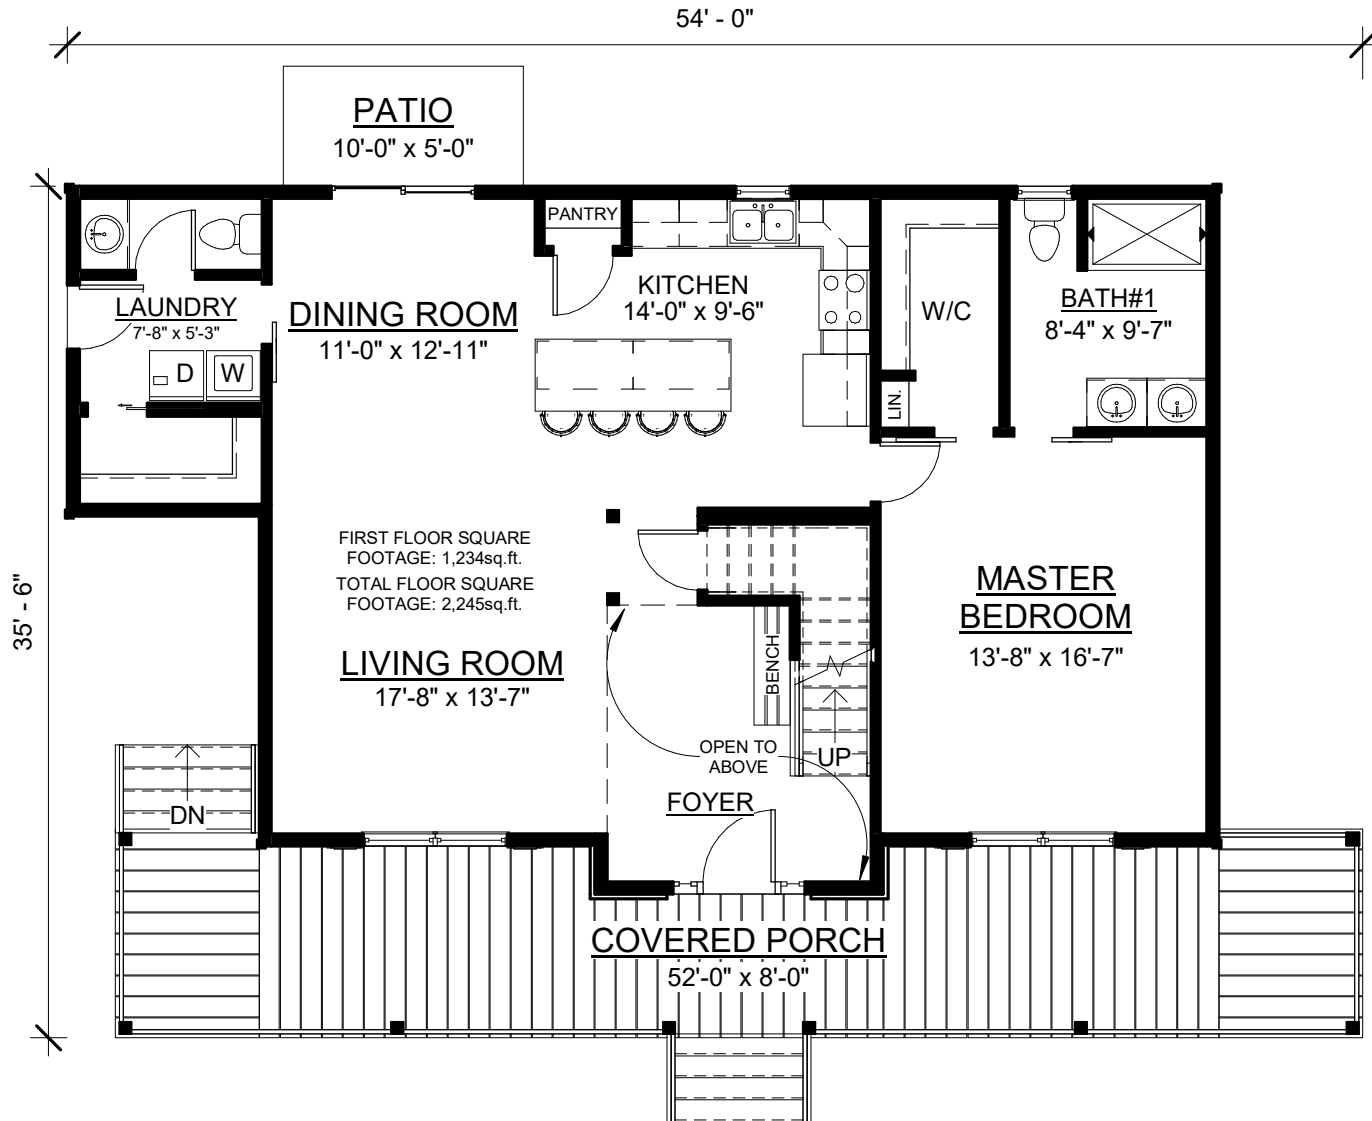 54' - 0"
PATIO
10'-0" x 5'-0"
PANTRY
LAUNDRY
7'-8" x 5'-3"
DINING ROOM
11'-0" x 12'-11"
KITCHEN
14'-0" x 9'-6"
W/C
BATH#1
8'-4" x 9'-7"
D
W
LIN.
FIRST FLOOR SQUARE
FOOTAGE: 1,234sq.ft.
TOTAL FLOOR SQUARE
FOOTAGE: 2,245sq.ft.
35' - 6"
MASTER
BEDROOM
13'-8" x 16'-7"
LIVING ROOM
17'-8" x 13'-7"
BENCH
OPEN TO
ABOVE
UP
FOYER
DN
COVERED PORCH
52'-0" x 8'-0"